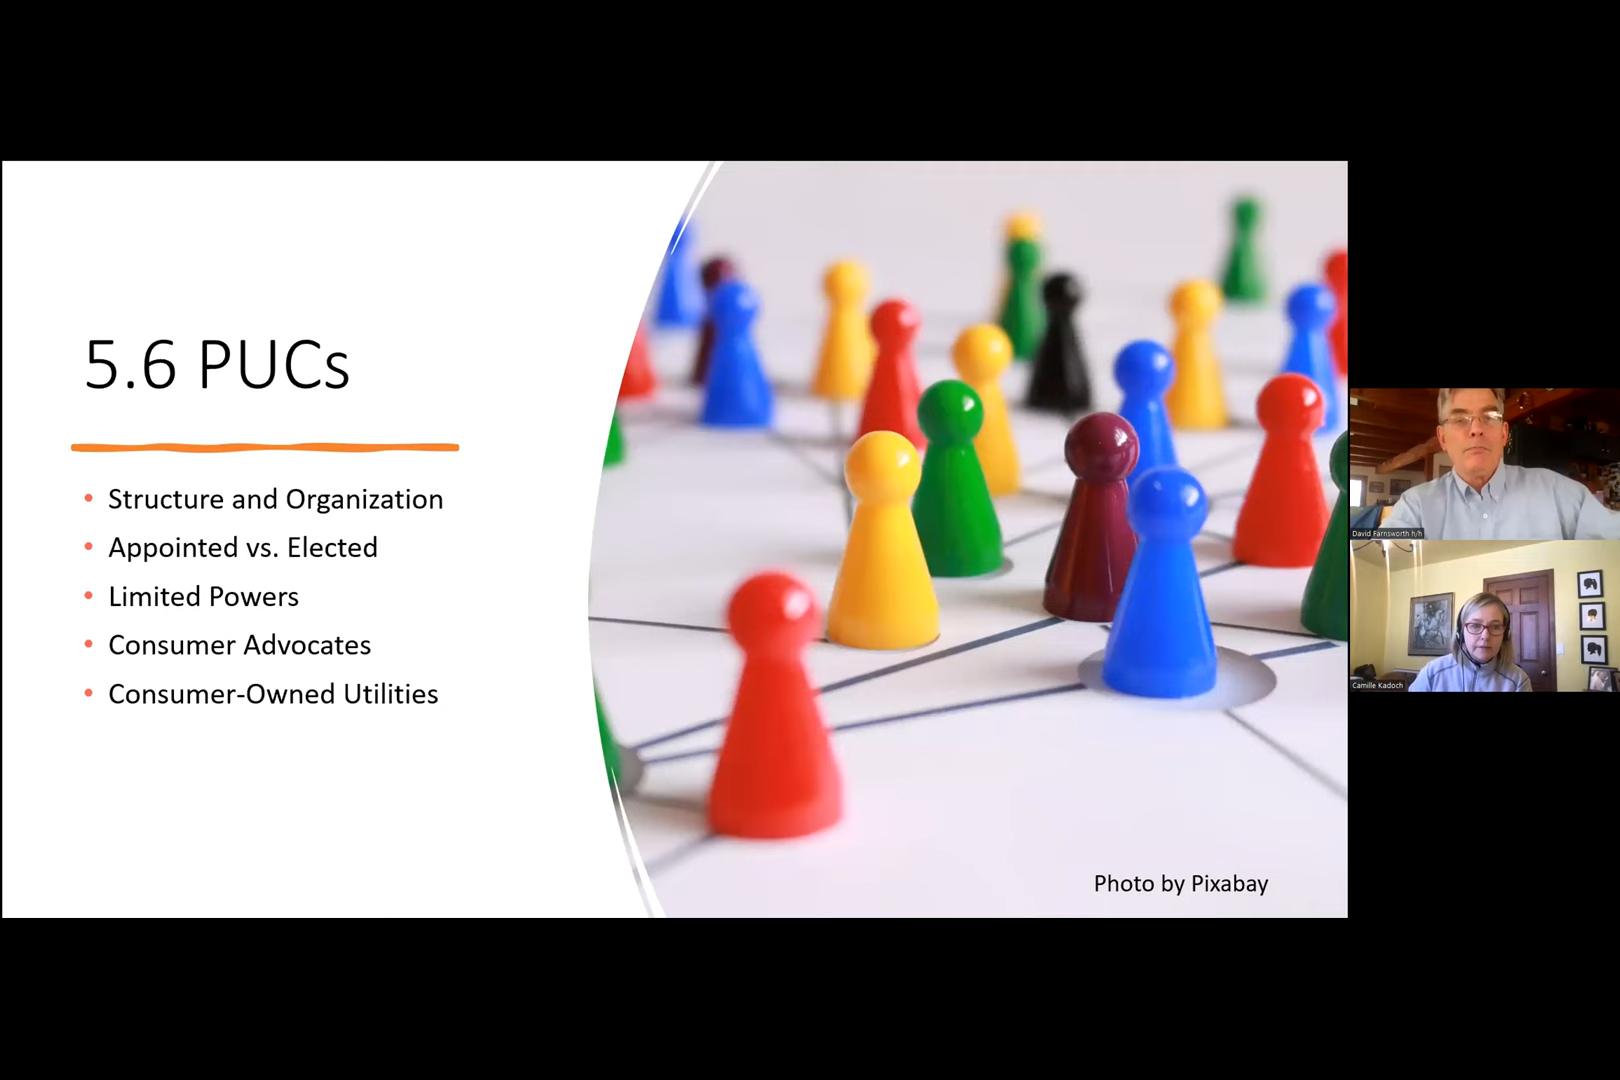 5.6 PUCs
• Structure and Organization
• Appointed vs. Elected
• Limited Powers
• Consumer Advocates
• Consumer-Owned Utilities
Photo by Pixabay
David Farnsworth h/h
Camille Kadoch